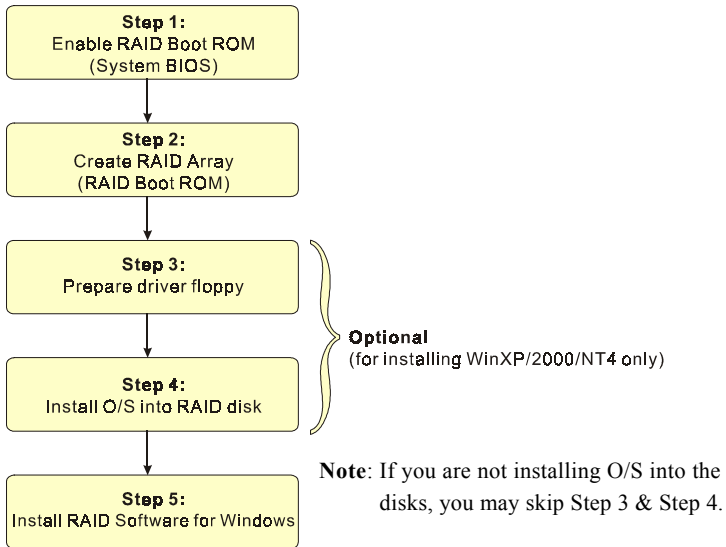 Step 1:
Enable RAID Boot ROM
(System BIOS)
Step 2:
Create RAID Array
(RAID Boot ROM)
Step 3:
Prepare driver floppy
Step 4:
Install O/S into RAID disk
Optional
(for installing WinXP/2000/NT4 only)
Step 5:
Install RAID Software for Windows
Note: If you are not installing O/S into the
disks, you may skip Step 3 & Step 4.